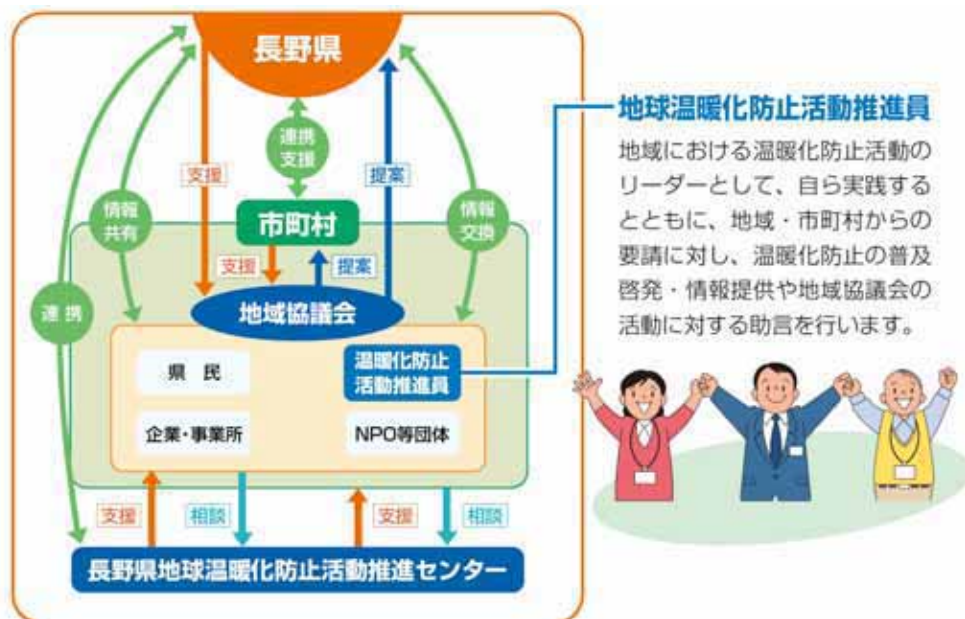 長野県
連携
支援
支援
提案
情報
共有
市町村
情報
交換
支援
提案
連携
地域協議会
県民
温暖化防止
活動推進員
企業・事業所
NPO等団体
支援
相談
支援
相談
長野県地球温暖化防止活動推進センター
地球温暖化防止活動推進員
地域における温暖化防止活動の
リーダーとして、自ら実践する
とともに、地域・市町村からの
要請に対し、温暖化防止の普及
啓発・情報提供や地域協議会の
活動に対する助言を行います。